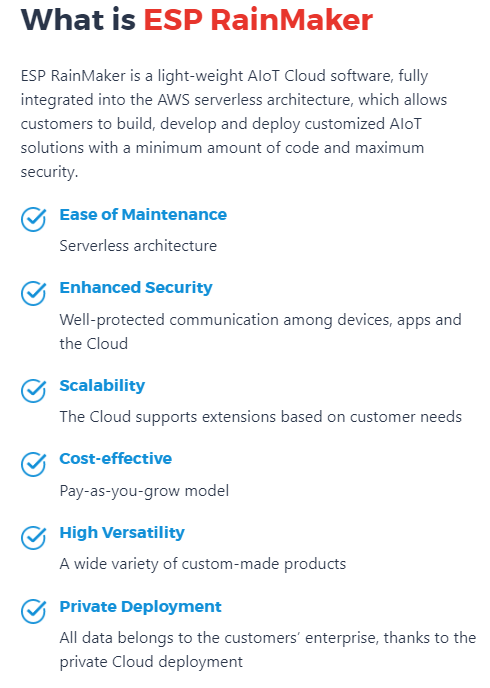 What is ESP RainMaker
ESP RainMaker is a light-weight AIoT Cloud software, fully
integrated into the AWS serverless architecture, which allows
customers to build, develop and deploy customized AIoT
solutions with a minimum amount of code and maximum
security.
Ease of Maintenance
Serverless architecture
Enhanced Security
Well-protected communication among devices, apps and
the Cloud
Scalability
The Cloud supports extensions based on customer needs
Cost-effective
Pay-as-you-grow model
High Versatility
A wide variety of custom-made products
Private Deployment
All data belongs to the customers’ enterprise, thanks to the
private Cloud deployment